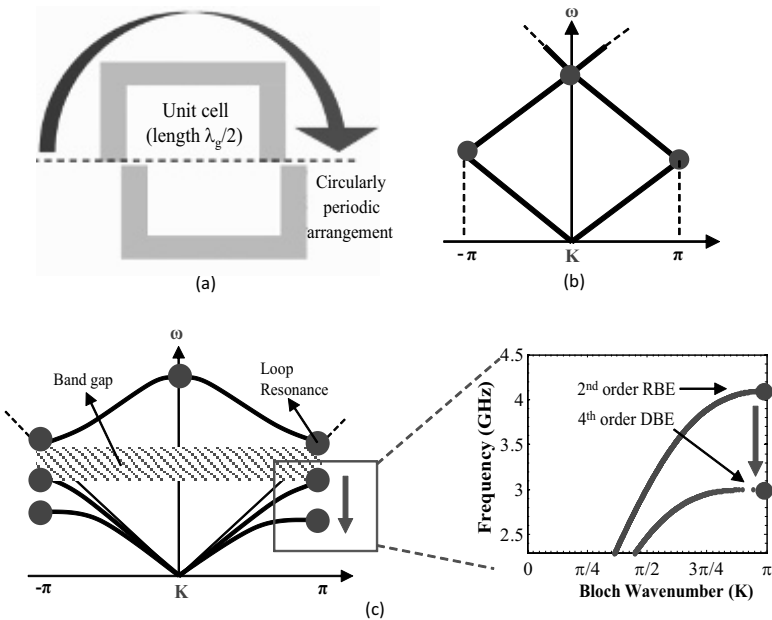 Unit cell
(length λg/2)
Circularly
periodic
arrangement
(a)
ω
-π
K
π
(b)
ω
Band gap
Loop
Resonance
-π
K
π
4.5
4
3.5
3
2.5
Frequency (GHz)
2nd order RBE
4th order DBE
0
π/4
π/2
3π/4
π
Bloch Wavenumber (K)
(c)